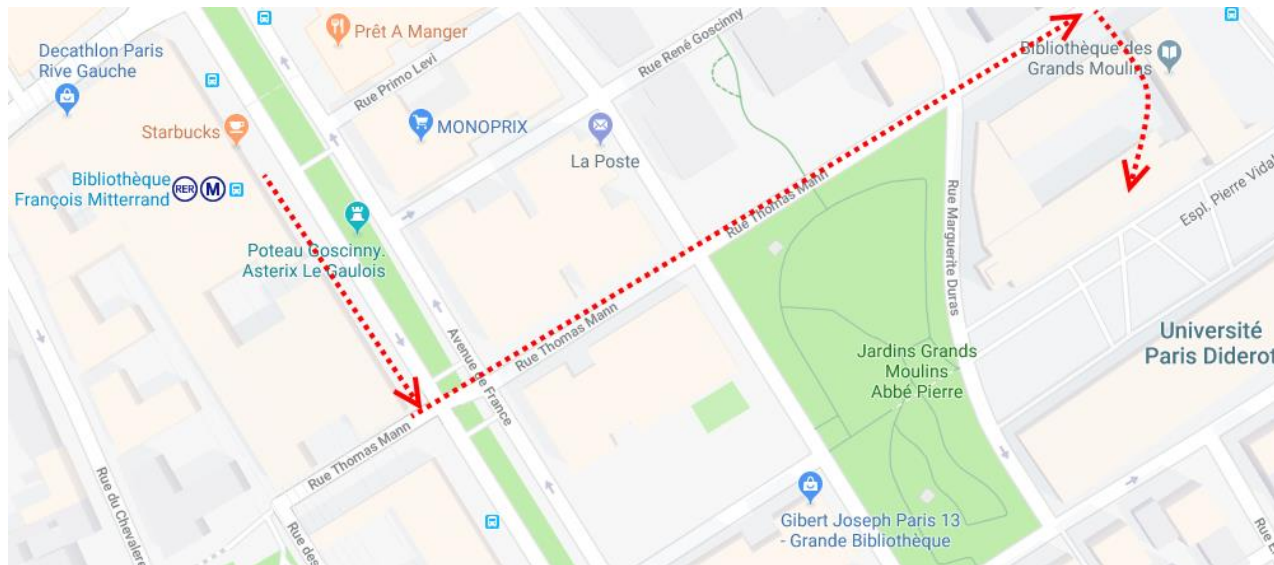 Prêt A Manger
Decathlon Paris
Rive Gauche
Rue René Goscinny
Bibliothèque des
Grands Moulins
Rue Primo Levi
Starbucks
MONOPRIX
La Poste
Bibliothèque
François Mitterrand
RER
M
Espl. Pierre Vidal
Rue Thomas Mann
Rue Marguerite Duras
Poteau Goscinny.
Asterix Le Gaulois
Avenue de France
Rue Thomas Mann
Université
Paris Diderot
Jardins Grands
Moulins
Abbé Pierre
Rue Thomas Mann
Rue du Chevalere
Gibert Joseph Paris 13
- Grande Bibliothèque
Rue des